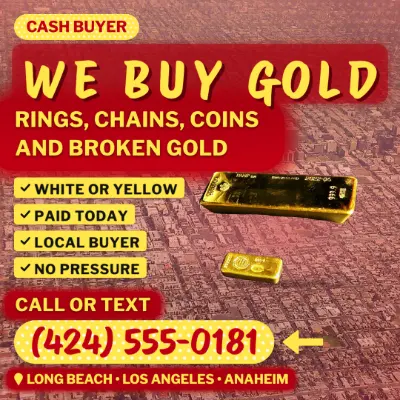 CASH BUYER
WE BUY GOLD
RINGS, CHAINS, COINS
AND BROKEN GOLD
✓ WHITE OR YELLOW
✓ PAID TODAY
✓ LOCAL BUYER
✓ NO PRESSURE
CALL OR TEXT
(424) 555-0181
LONG BEACH • LOS ANGELES • ANAHEIM